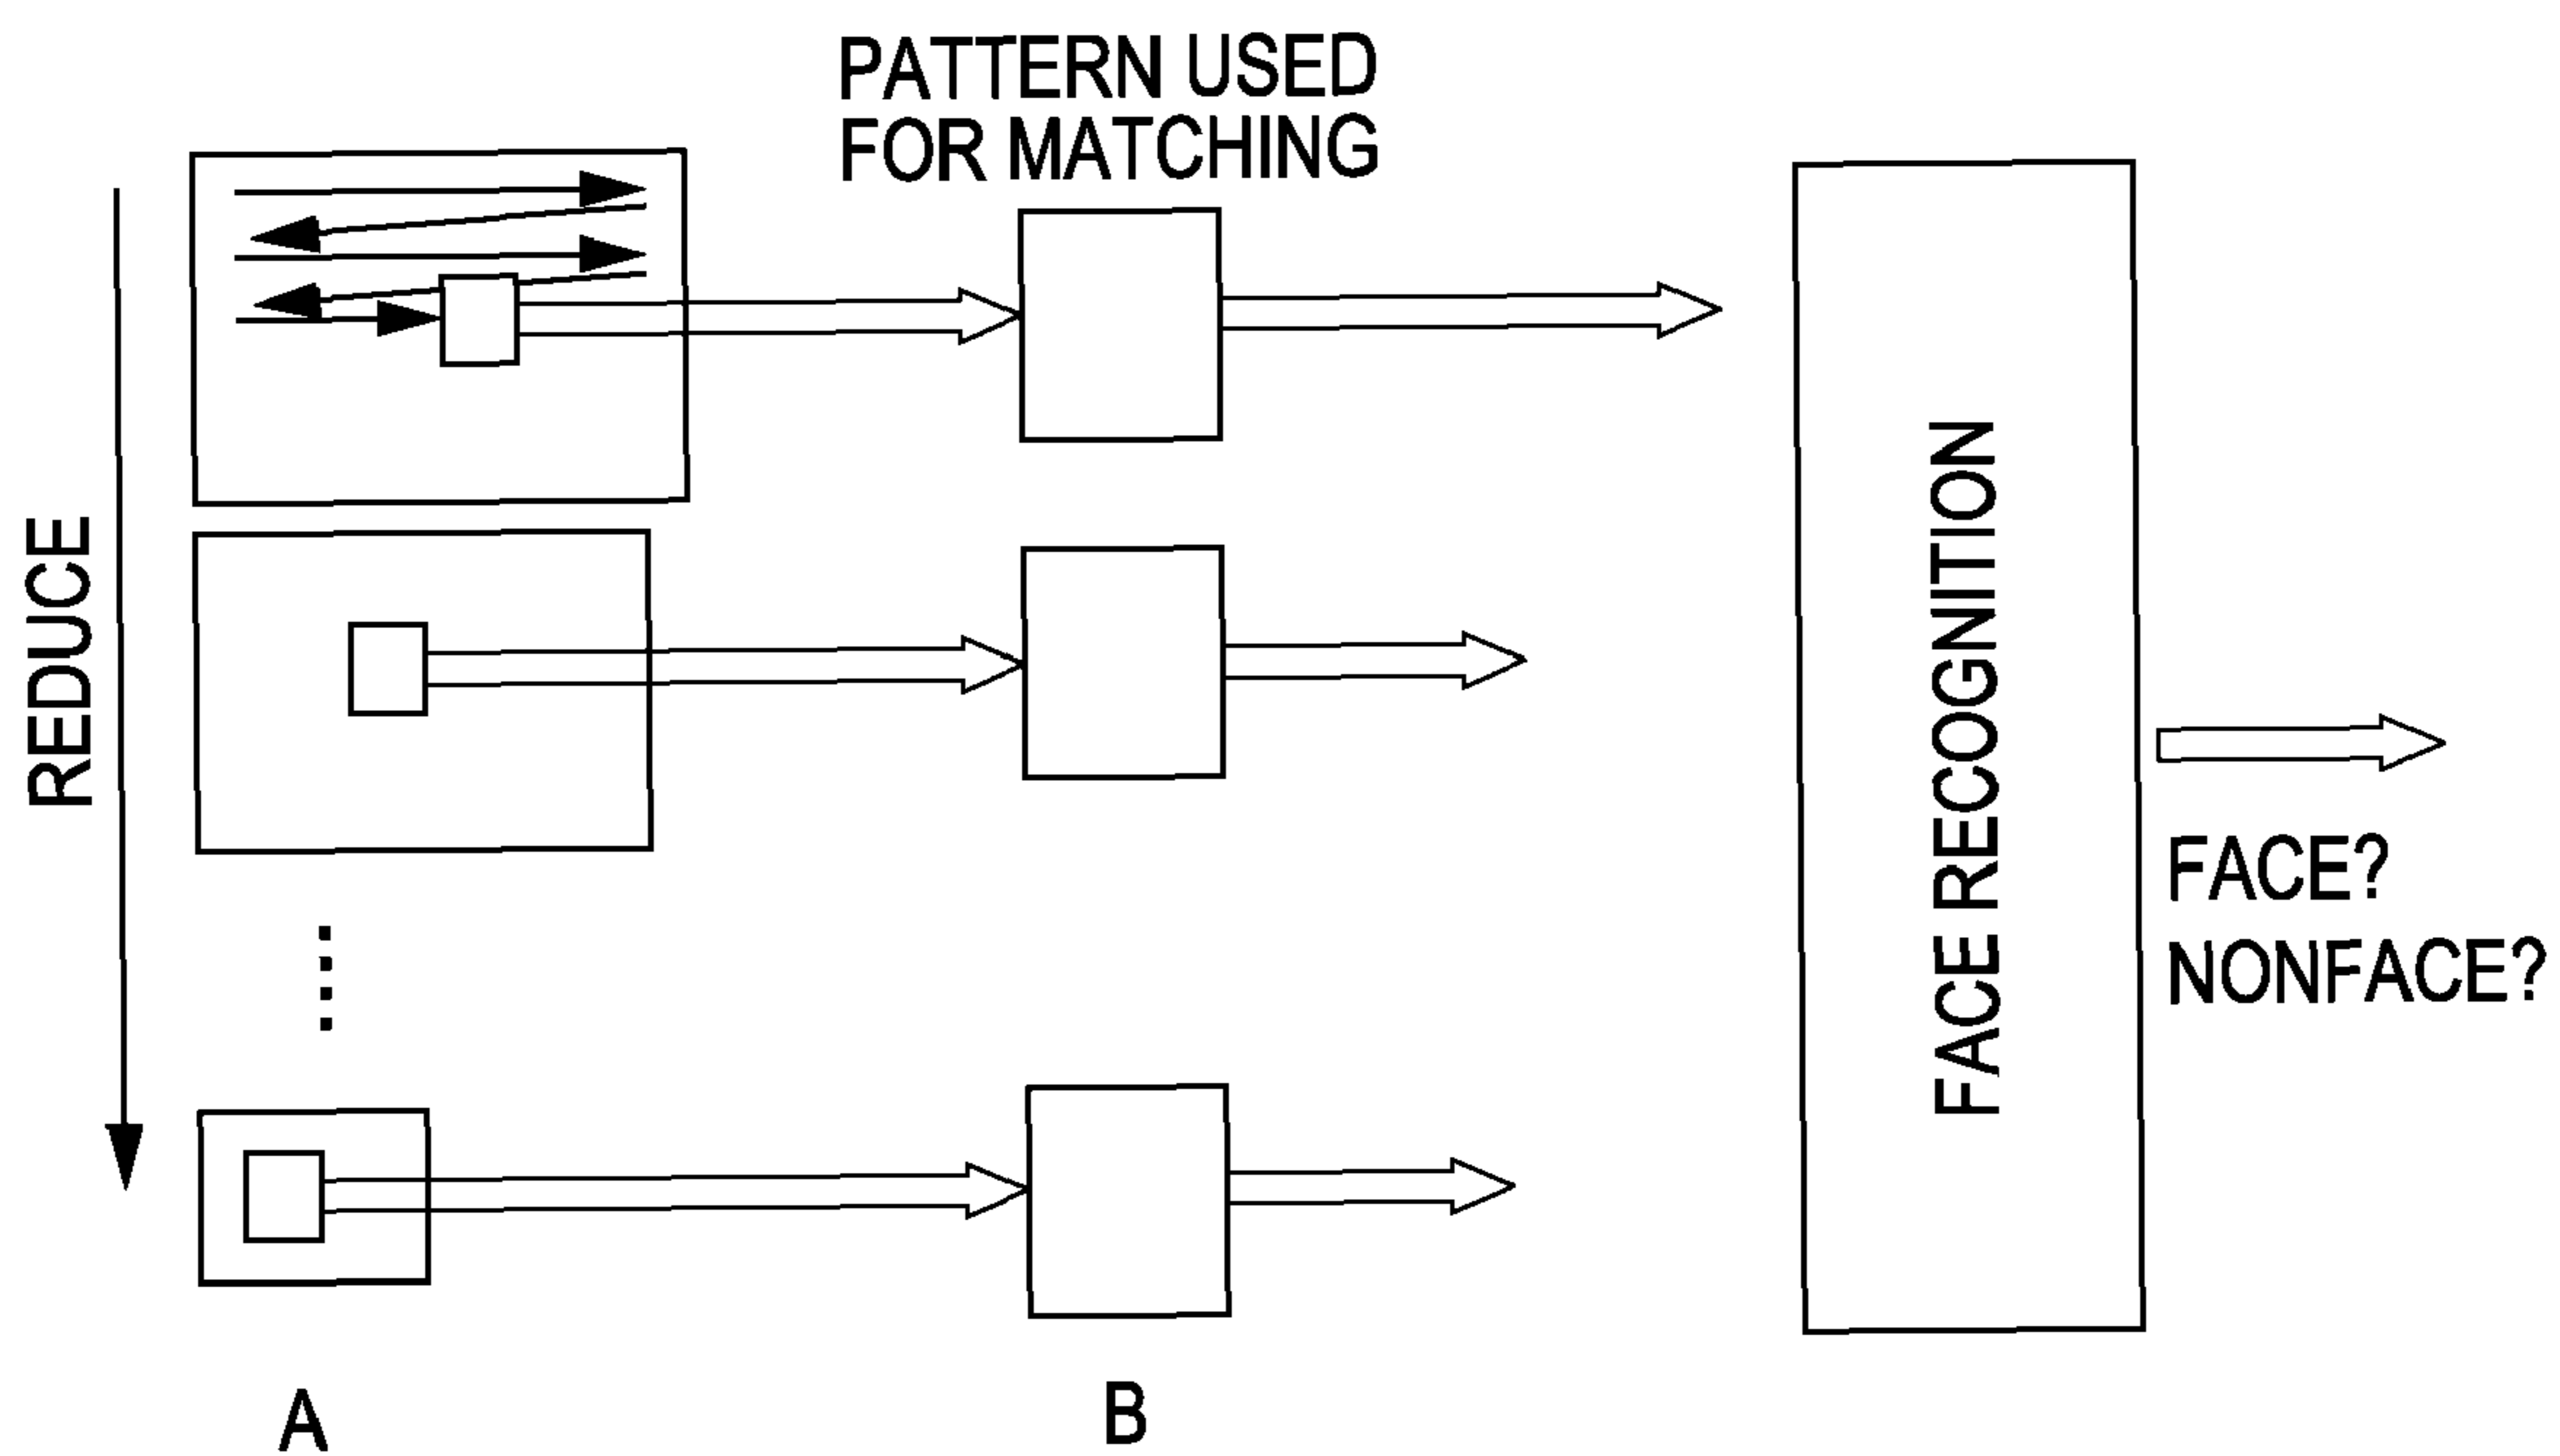 PATTERN USED
FOR MATCHING
REDUCE
FACE RECOGNITION
FACE?
NONFACE?
A
B